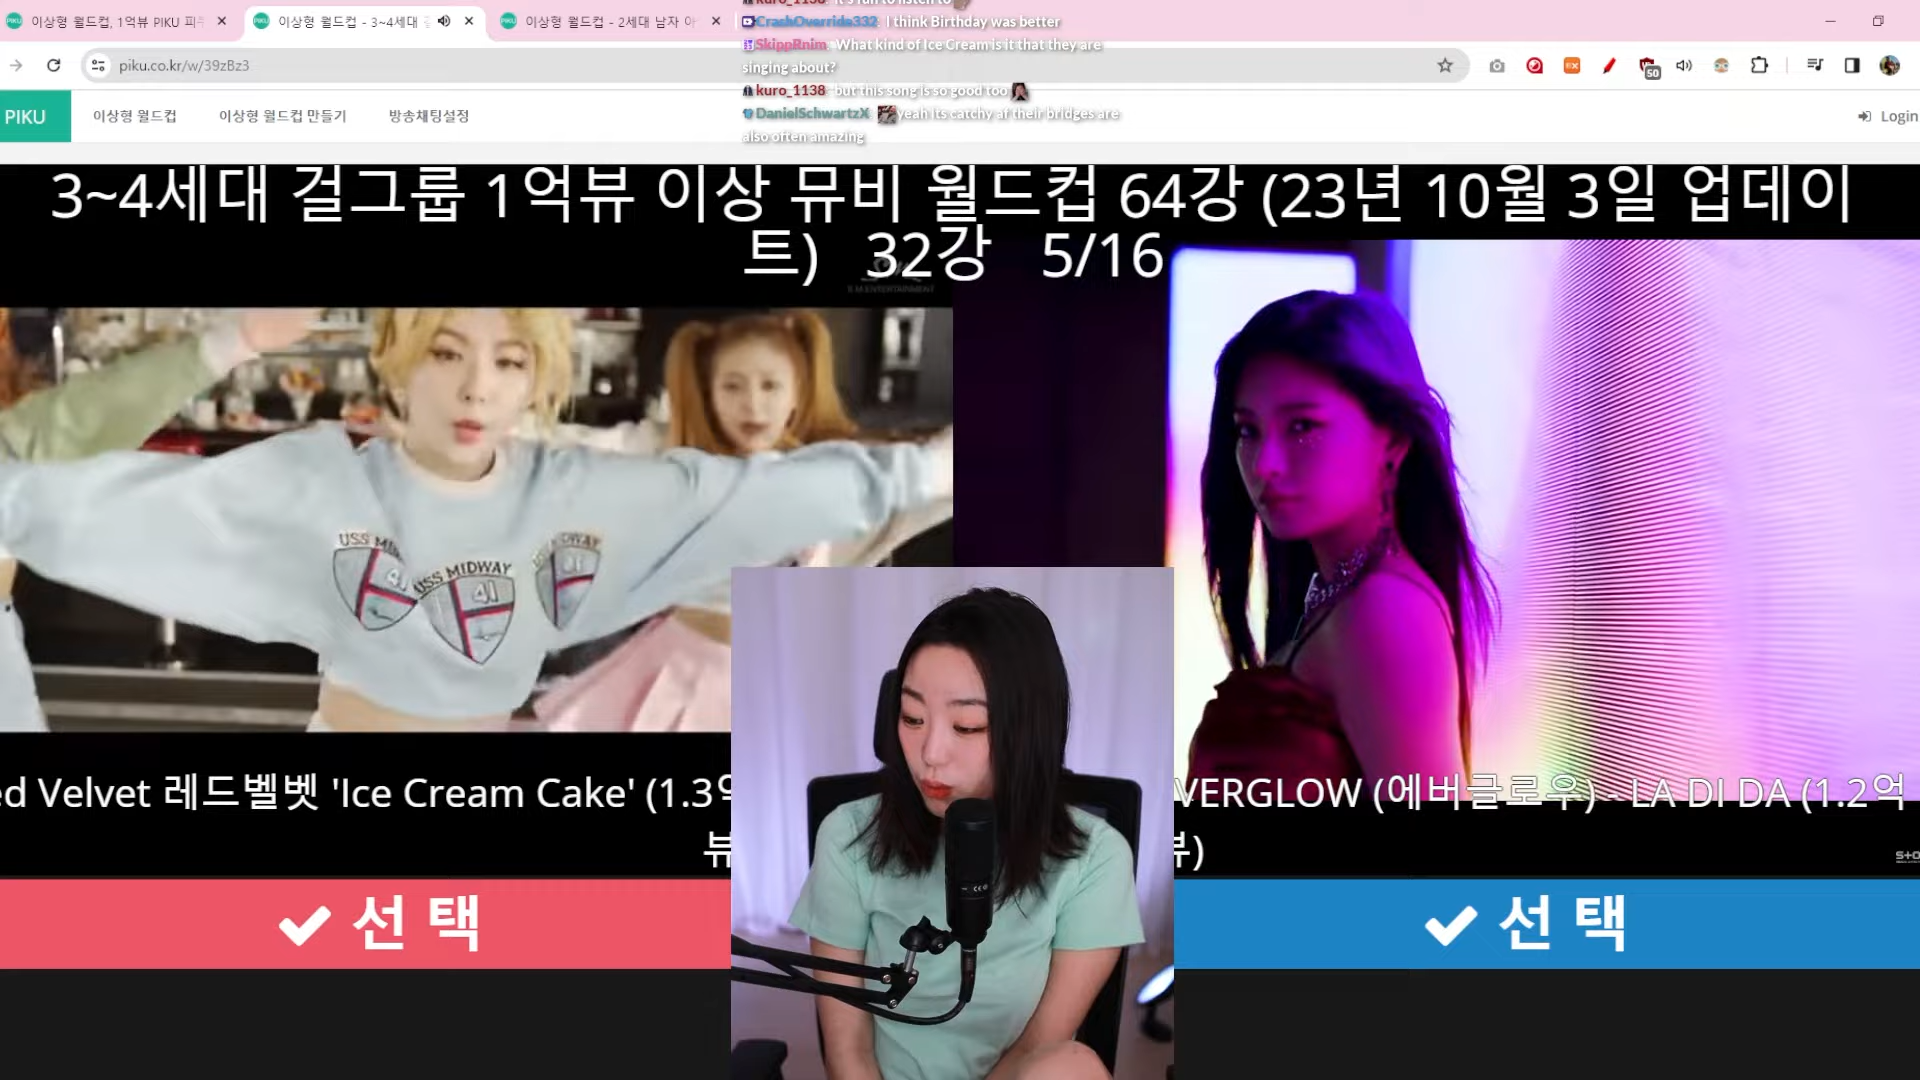 이상형 월드컵, 1억뷰 PIKU 피
이상형 월드컵 - 3~4세대
이상형 월드컵 - 2세대 남자
piku.co.kr/w/39zBz3
50
PIKU
이상형 월드컵
이상형 월드컵 만들기
방송채팅설정
Login
kuro_1138: it's fun to listen to
CrashOverride332: I think Birthday was better
SkippRnim: What kind of Ice Cream is it that they are
singing about?
kuro_1138: but this song is so good too
DanielSchwartzX: yeah its catchy af their bridges are
also often amazing
3~4세대 걸그룹 1억뷰 이상 뮤비 월드컵 64강 (23년 10월 3일 업데이
트) 32강 5/16
S M ENTERTAINMENT
USS
41
USS MIDWAY
41
ed Velvet 레드벨벳 'Ice Cream Cake' (1.3억
뷰
VERGLOW (에버글로우) - LA DI DA (1.2억
뷰)
선 택
선 택